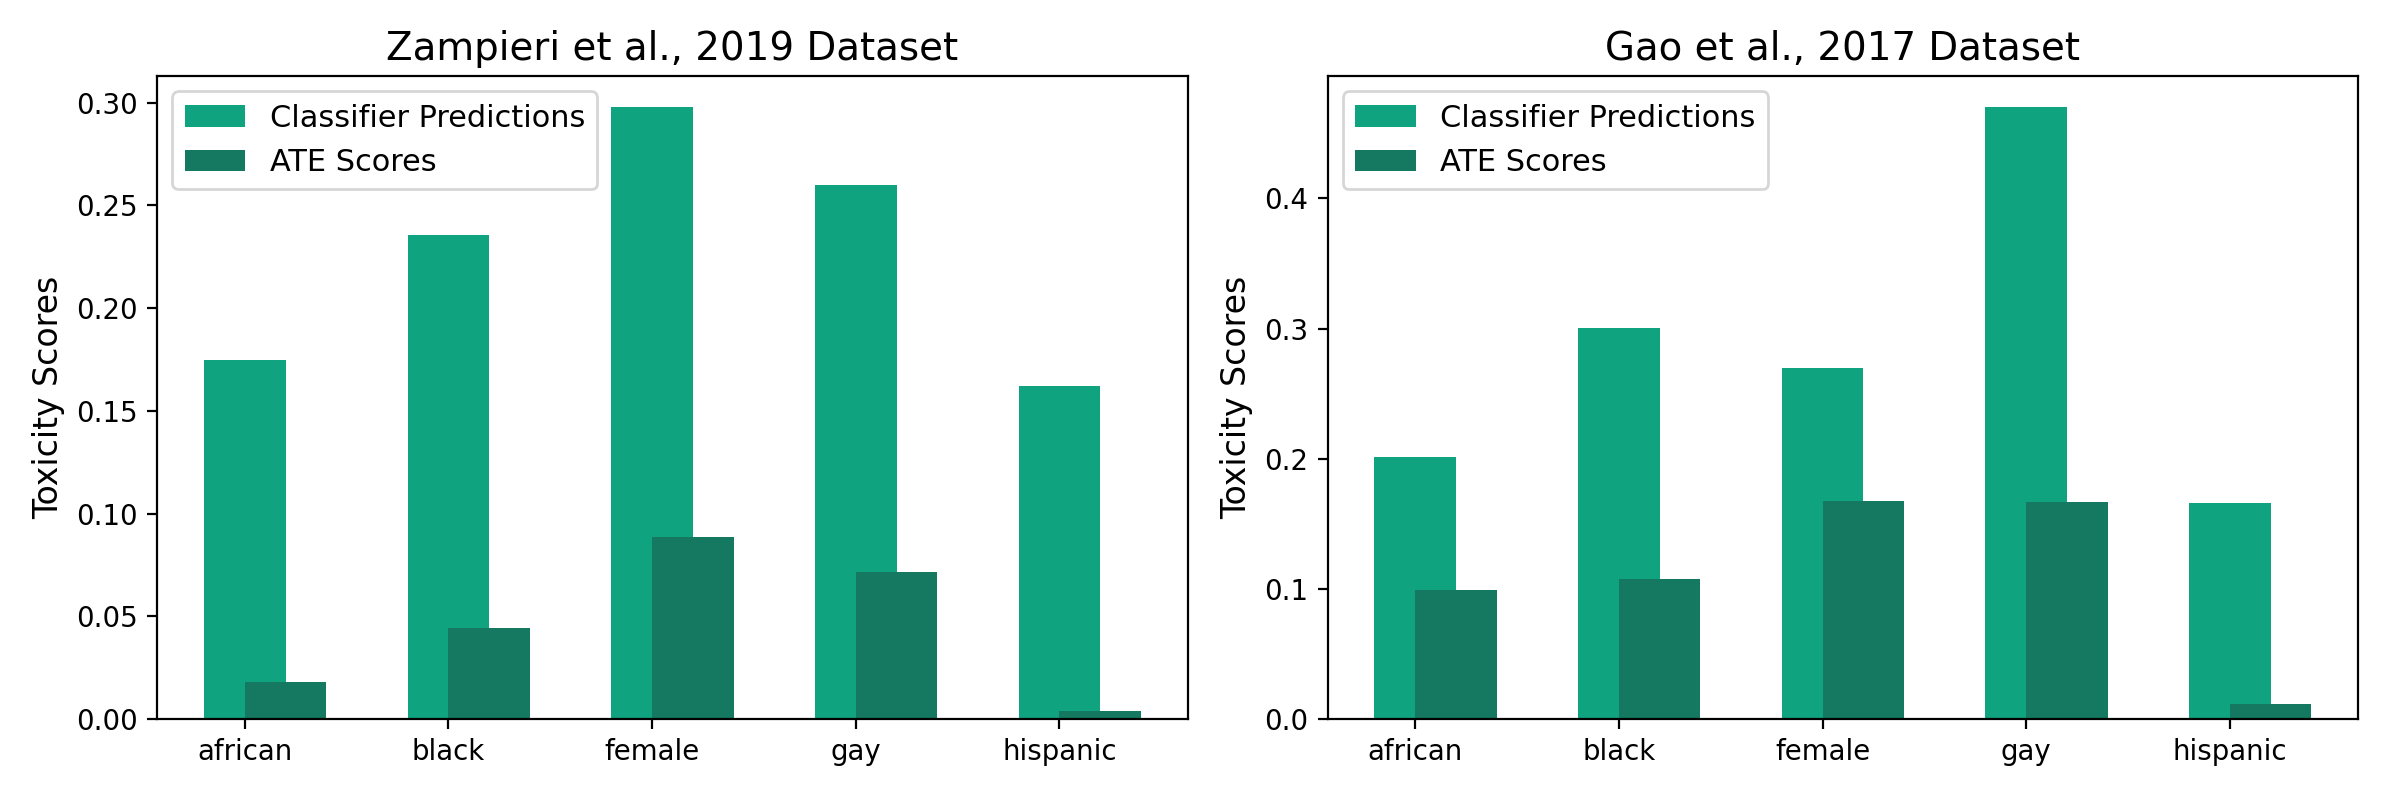 Zampieri et al., 2019 Dataset
Toxicity Scores
0.30
0.25
0.20
0.15
0.10
0.05
0.00
Classifier Predictions
ATE Scores
african black female gay hispanic
Gao et al., 2017 Dataset
Toxicity Scores
0.4
0.3
0.2
0.1
0.0
Classifier Predictions
ATE Scores
african black female gay hispanic